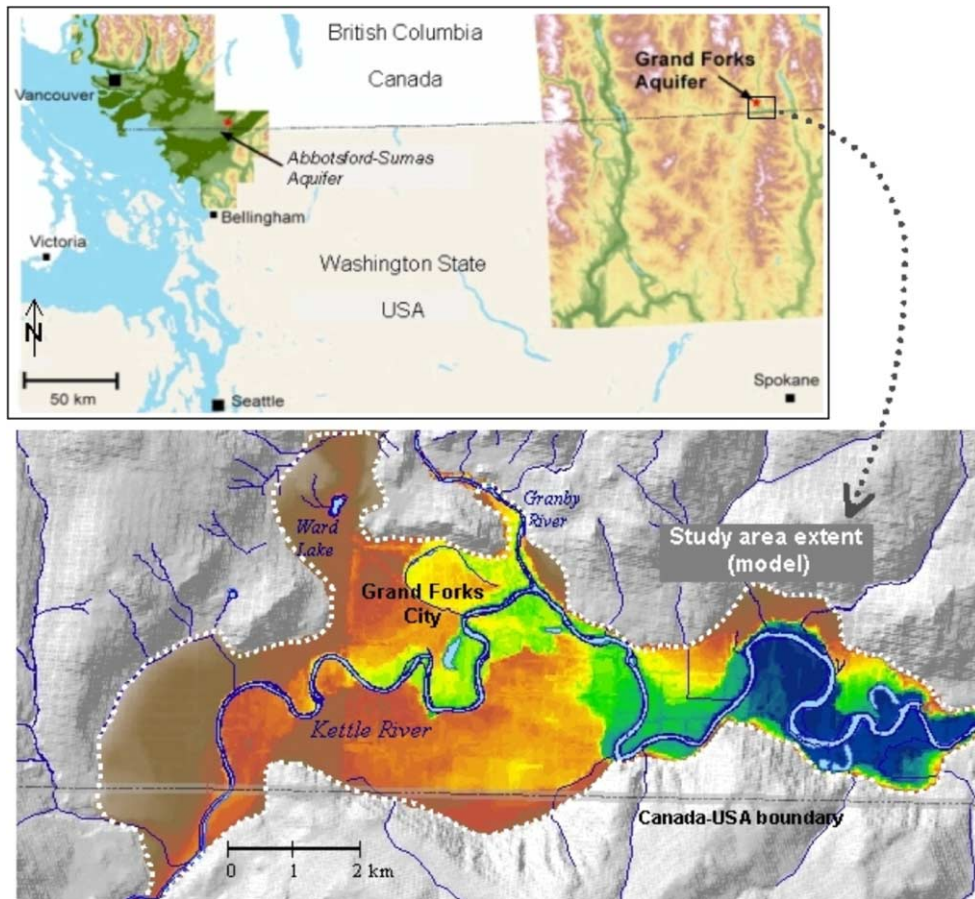 British Columbia
Canada
Grand Forks
Aquifer
Vancouver
Abbotsford-Sumas
Aquifer
Bellingham
Victoria
Washington State
USA
N
50 km
Seattle
Spokane
Granby
River
Ward
Lake
Study area extent
(model)
Grand Forks
City
Kettle River
Canada-USA boundary
0 1 2 km